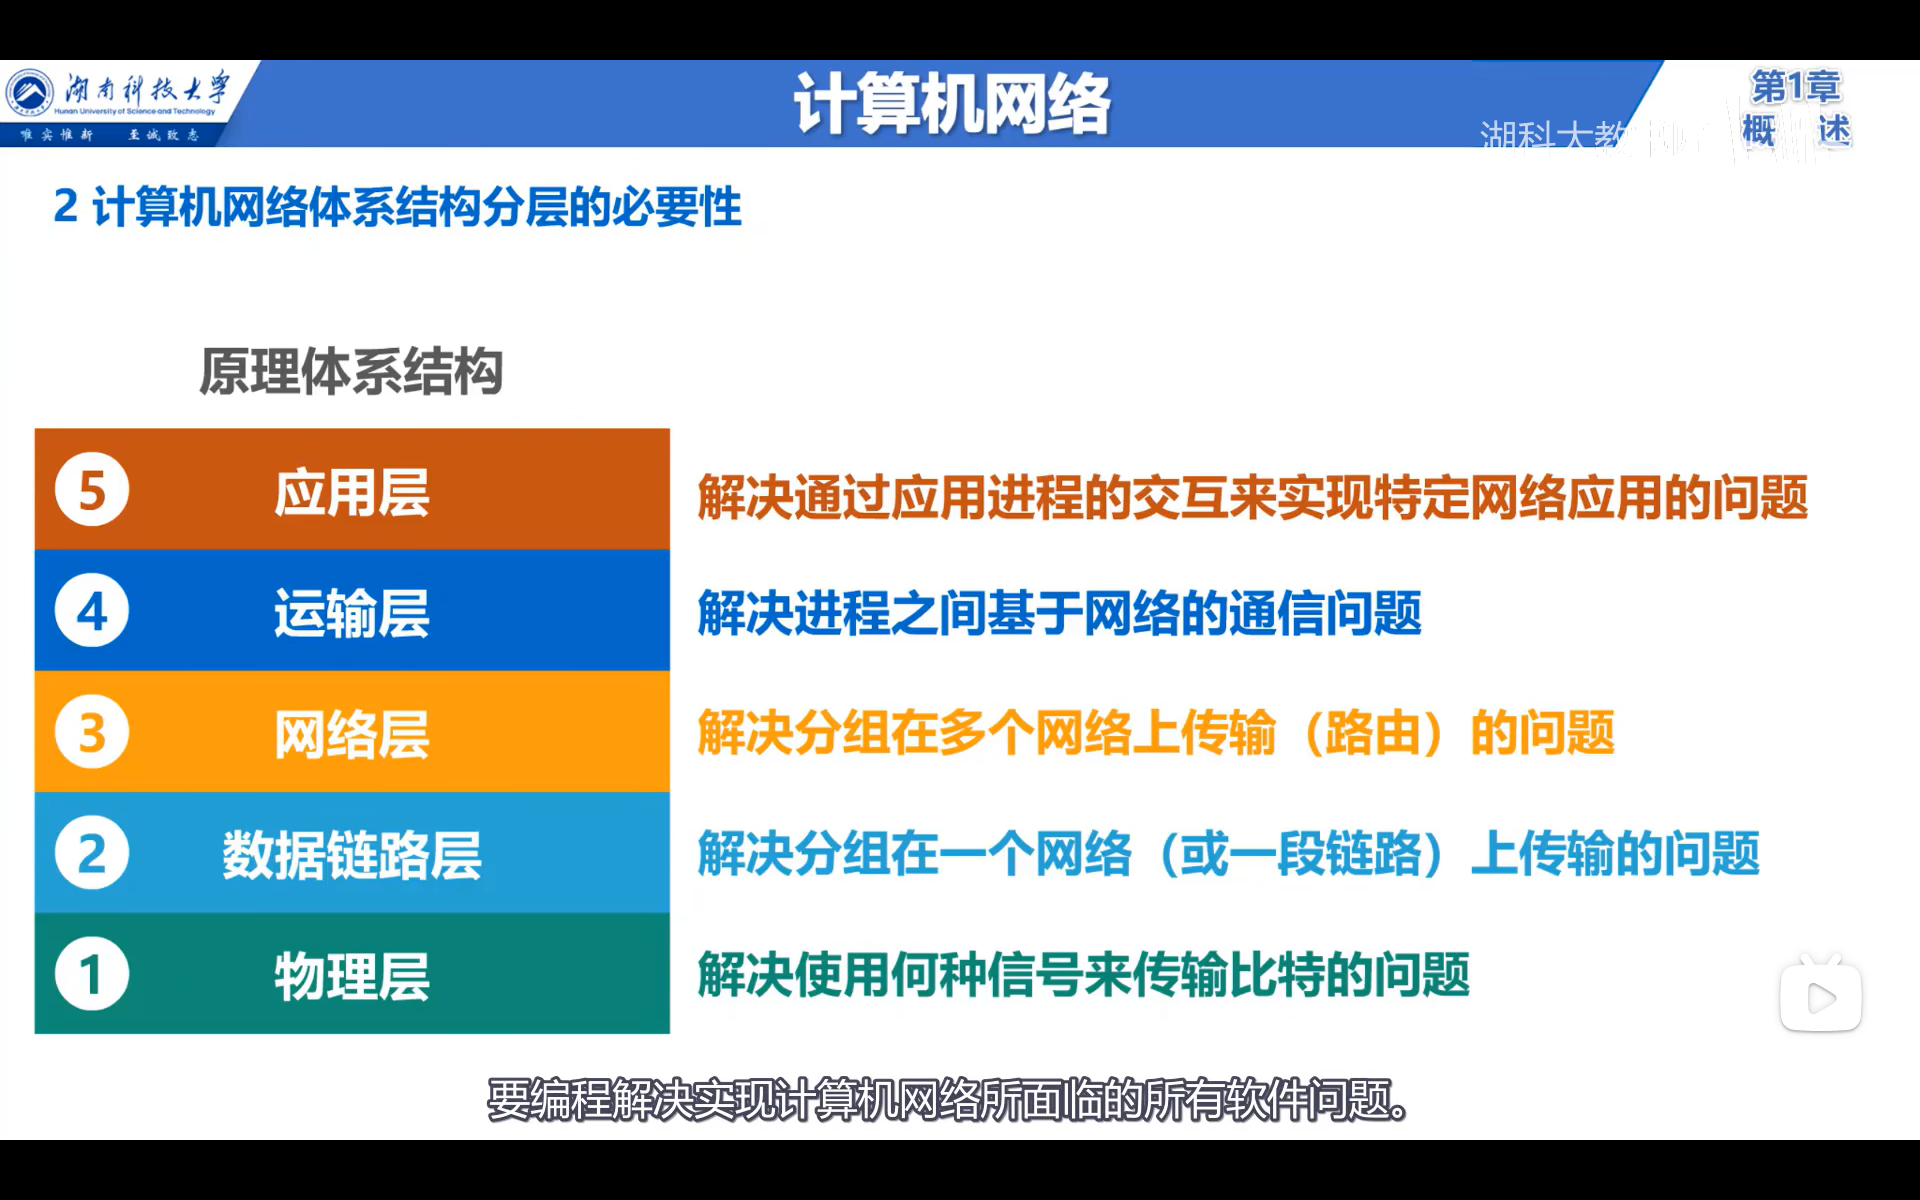 湖南科技大学
Hunan University of Science and Technology
唯实惟新 至诚致志
计算机网络
第1章
概 述
湖科大教
2 计算机网络体系结构分层的必要性
原理体系结构
5 应用层 解决通过应用进程的交互来实现特定网络应用的问题
4 运输层 解决进程之间基于网络的通信问题
3 网络层 解决分组在多个网络上传输（路由）的问题
2 数据链路层 解决分组在一个网络（或一段链路）上传输的问题
1 物理层 解决使用何种信号来传输比特的问题
要编程解决实现计算机网络所面临的所有软件问题。